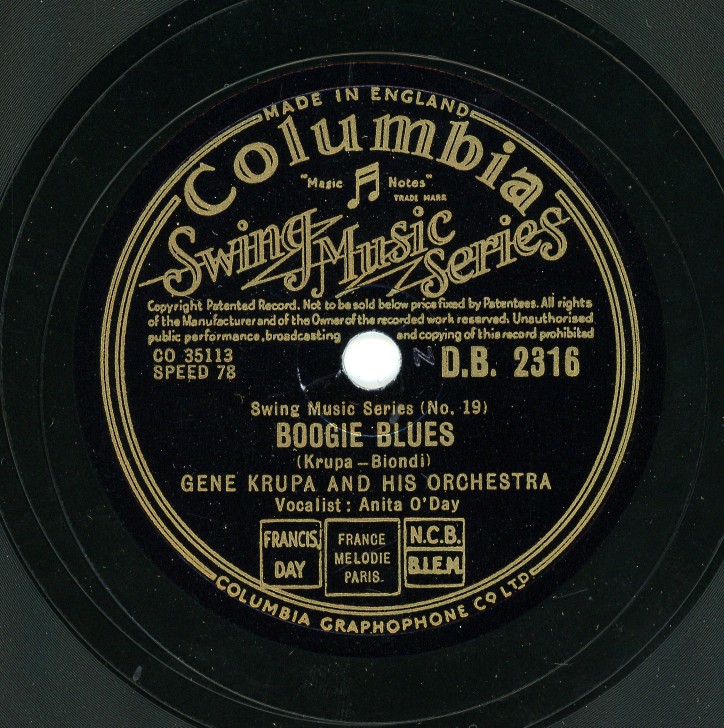 MADE IN ENGLAND
Columbia
"Magic Notes"
TRADE MARK
Swing Music Series
Copyright Patented Record. Not to be sold below price fixed by Patentees. All rights
of the Manufacturer and of the Owner of the recorded work reserved. Unauthorised
public performance, broadcasting and copying of this record prohibited
CO 35113
SPEED 78
N
D.B. 2316
Swing Music Series (No. 19)
BOOGIE BLUES
(Krupa-Biondi)
GENE KRUPA AND HIS ORCHESTRA
Vocalist: Anita O'Day
FRANCIS,
DAY
FRANCE
MELODIE
PARIS.
N.C.B.
B.I.E.M.
COLUMBIA GRAPHOPHONE CO LTD.